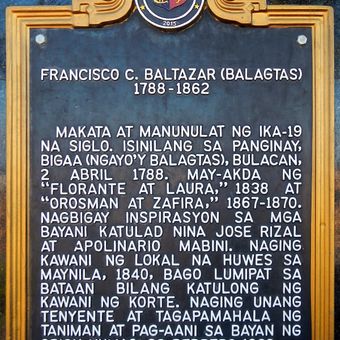 2015
FRANCISCO C. BALTAZAR (BALAGTAS)
1788-1862
MAKATA AT MANUNULAT NG IKA-19
NA SIGLO. ISINILANG SA PANGINAY,
BIGAA (NGAYO'Y BALAGTAS), BULACAN,
2 ABRIL 1788. MAY-AKDA NG
"FLORANTE AT LAURA," 1838 AT
"OROSMAN AT ZAFIRA," 1867-1870.
NAGBIGAY INSPIRASYON SA MGA
BAYANI KATULAD NINA JOSE RIZAL
AT APOLINARIO MABINI. NAGING
KAWANI NG LOKAL NA HUWES SA
MAYNILA, 1840, BAGO LUMIPAT SA
BATAAN BILANG KATULONG NG
KAWANI NG KORTE. NAGING UNANG
TENYENTE AT TAGAPAMAHALA NG
TANIMAN AT PAG-AANI SA BAYAN NG